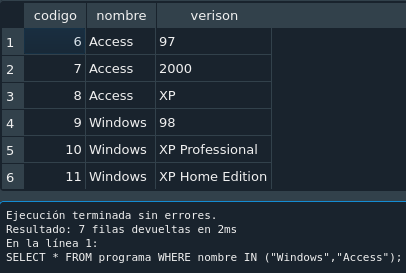 codigo nombre verison
1 6 Access 97
2 7 Access 2000
3 8 Access XP
4 9 Windows 98
5 10 Windows XP Professional
6 11 Windows XP Home Edition
Ejecución terminada sin errores.
Resultado: 7 filas devueltas en 2ms
En la línea 1:
SELECT * FROM programa WHERE nombre IN ("Windows","Access");